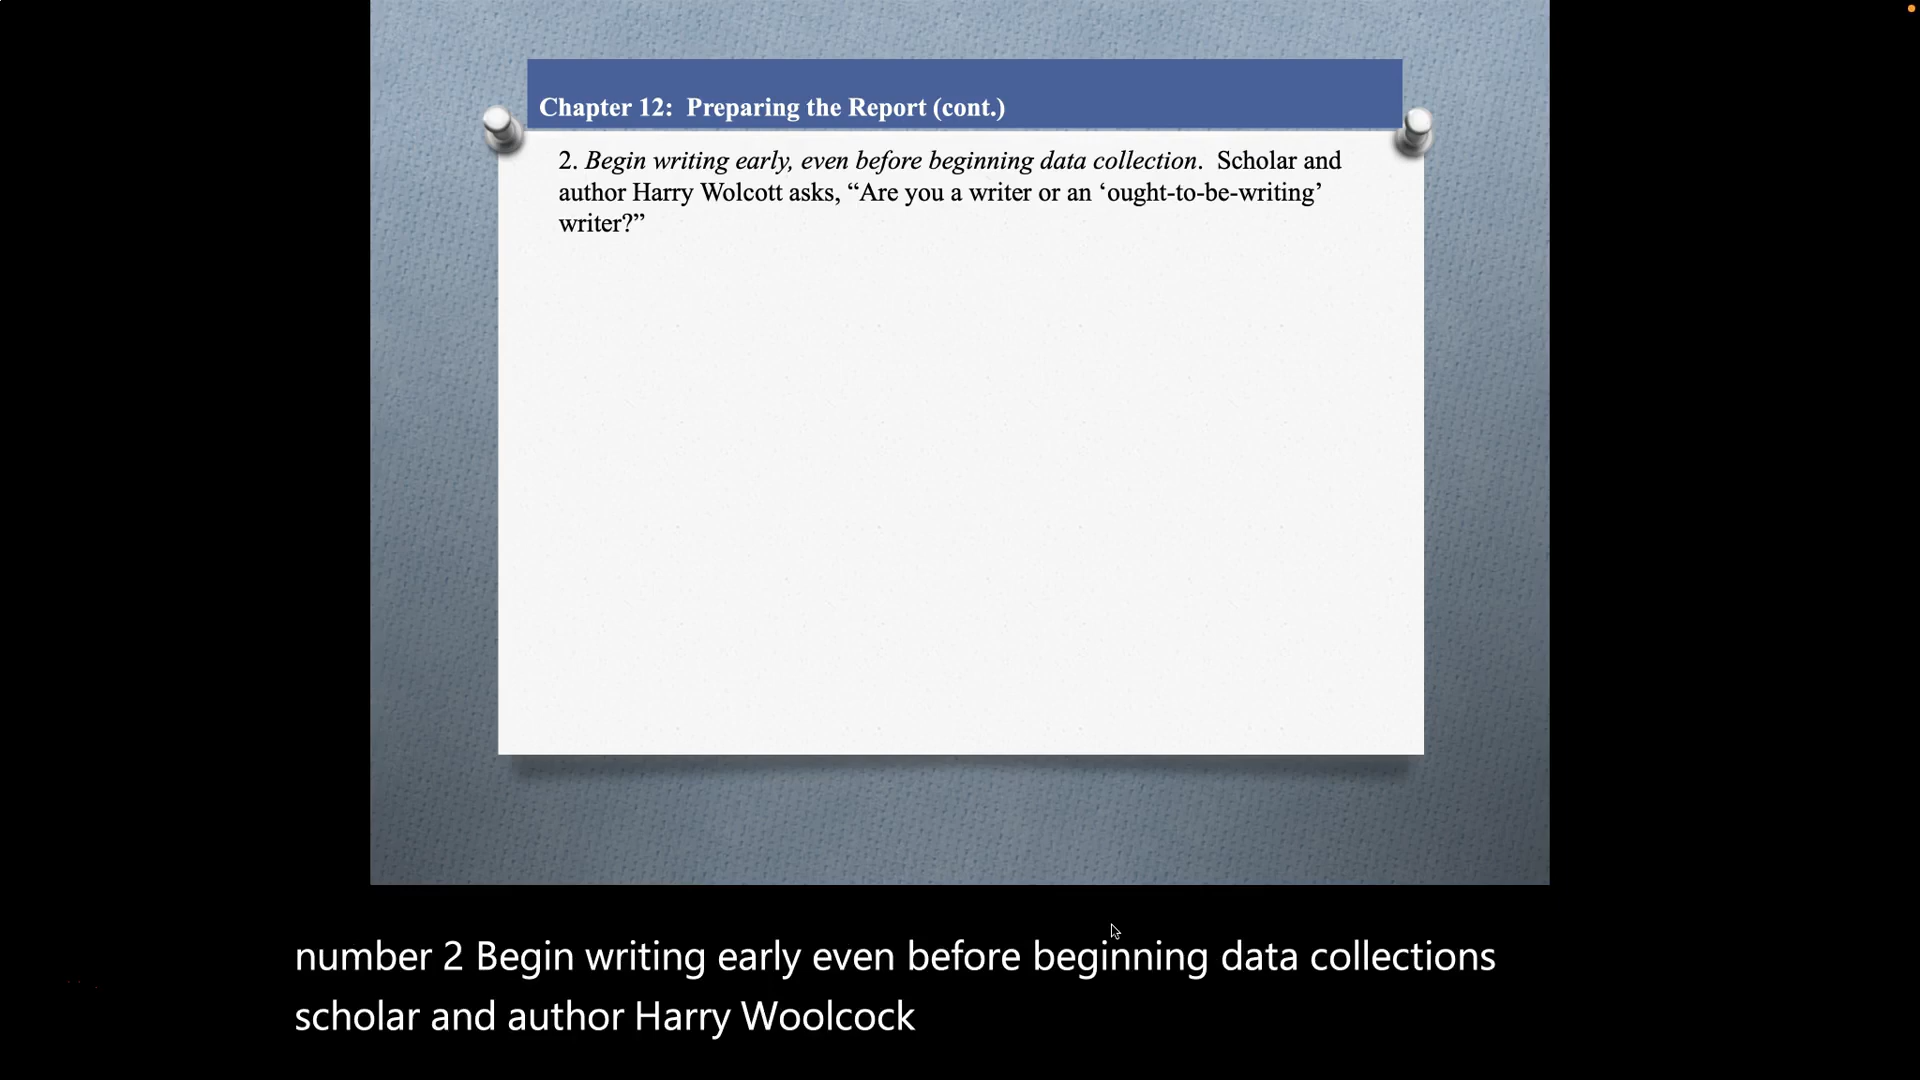 Chapter 12:  Preparing the Report (cont.)
2. Begin writing early, even before beginning data collection.  Scholar and
author Harry Wolcott asks, “Are you a writer or an ‘ought-to-be-writing’
writer?”
number 2 Begin writing early even before beginning data collections
scholar and author Harry Woolcock